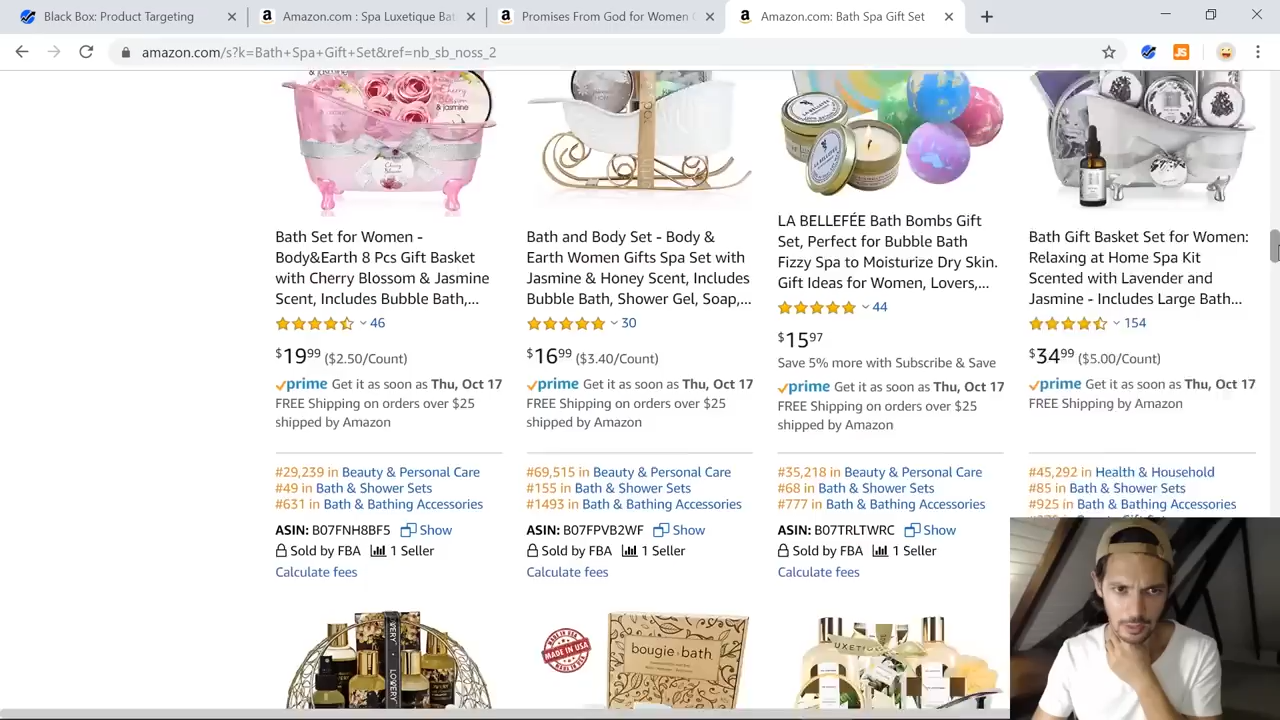 Black Box: Product Targeting
Amazon.com : Spa Luxetique Bat
Promises From God for Women
Amazon.com: Bath Spa Gift Set
amazon.com/s?k=Bath+Spa+Gift+Set&ref=nb_sb_noss_2
JS
& Jasmine
Cherry Blossom
& jasmine
LA BELLEFÉE
Bath Set for Women -
Body&Earth 8 Pcs Gift Basket
with Cherry Blossom & Jasmine
Scent, Includes Bubble Bath,...
46
$19 99 ($2.50/Count)
prime Get it as soon as Thu, Oct 17
FREE Shipping on orders over $25
shipped by Amazon
#29,239 in Beauty & Personal Care
#49 in Bath & Shower Sets
#631 in Bath & Bathing Accessories
ASIN: B07FNH8BF5 Show
Sold by FBA 1 Seller
Calculate fees
Bath and Body Set - Body &
Earth Women Gifts Spa Set with
Jasmine & Honey Scent, Includes
Bubble Bath, Shower Gel, Soap,...
30
$16 99 ($3.40/Count)
prime Get it as soon as Thu, Oct 17
FREE Shipping on orders over $25
shipped by Amazon
#69,515 in Beauty & Personal Care
#155 in Bath & Shower Sets
#1493 in Bath & Bathing Accessories
ASIN: B07FPVB2WF Show
Sold by FBA 1 Seller
Calculate fees
LA BELLEFÉE Bath Bombs Gift
Set, Perfect for Bubble Bath
Fizzy Spa to Moisturize Dry Skin.
Gift Ideas for Women, Lovers,...
44
$15 97
Save 5% more with Subscribe & Save
prime Get it as soon as Thu, Oct 17
FREE Shipping on orders over $25
shipped by Amazon
#35,218 in Beauty & Personal Care
#68 in Bath & Shower Sets
#777 in Bath & Bathing Accessories
ASIN: B07TRLTWRC Show
Sold by FBA 1 Seller
Calculate fees
Bath Gift Basket Set for Women:
Relaxing at Home Spa Kit
Scented with Lavender and
Jasmine - Includes Large Bath...
154
$34 99 ($5.00/Count)
prime Get it as soon as Thu, Oct 17
FREE Shipping by Amazon
#45,292 in Health & Household
#85 in Bath & Shower Sets
#925 in Bath & Bathing Accessories
LOVERY
MADE IN USA
bougie bath
LUXETIQUE